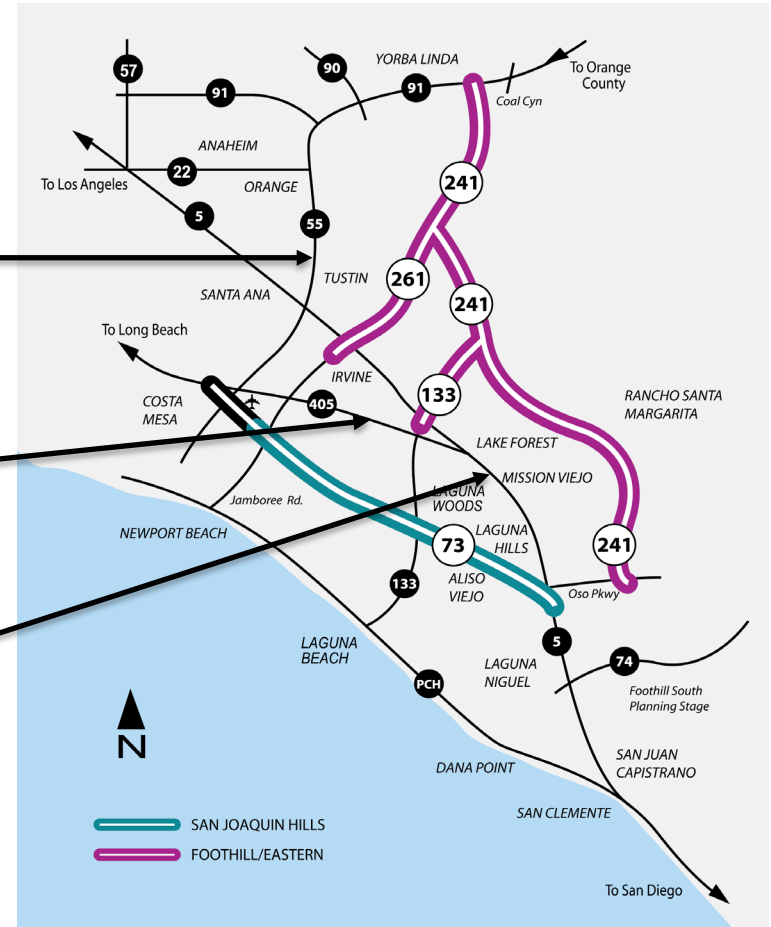 57
90
YORBA LINDA
To Orange
County
91
91
Coal Cyn
ANAHEIM
22
To Los Angeles
ORANGE
241
5
55
261
TUSTIN
SANTA ANA
241
To Long Beach
IRVINE
COSTA
MESA
405
133
RANCHO SANTA
MARGARITA
LAKE FOREST
MISSION VIEJO
LAGUNA
WOODS
Jamboree Rd.
NEWPORT BEACH
73
LAGUNA
HILLS
241
133
ALISO
VIEJO
Oso Pkwy
LAGUNA
BEACH
5
LAGUNA
NIGUEL
74
PCH
Foothill South
Planning Stage
N
DANA POINT
SAN JUAN
CAPISTRANO
SAN CLEMENTE
SAN JOAQUIN HILLS
FOOTHILL/EASTERN
To San Diego